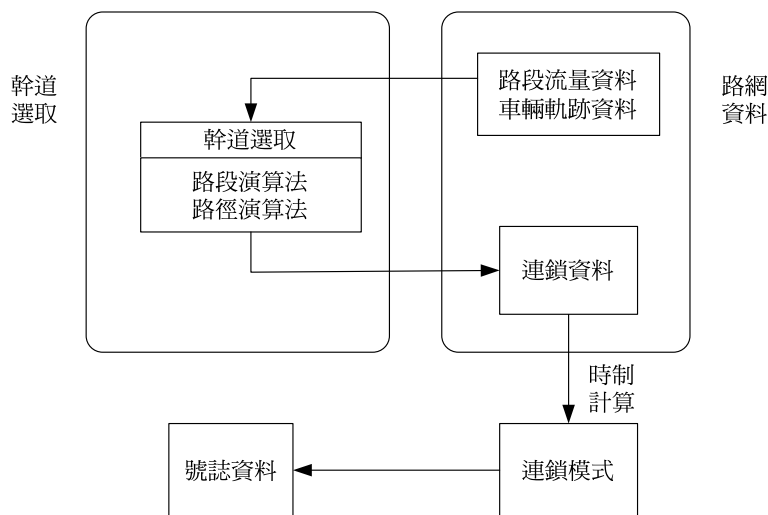 幹道
選取
路段流量資料
車輛軌跡資料
路網
資料
幹道選取
路段演算法
路徑演算法
連鎖資料
時制
計算
號誌資料
連鎖模式